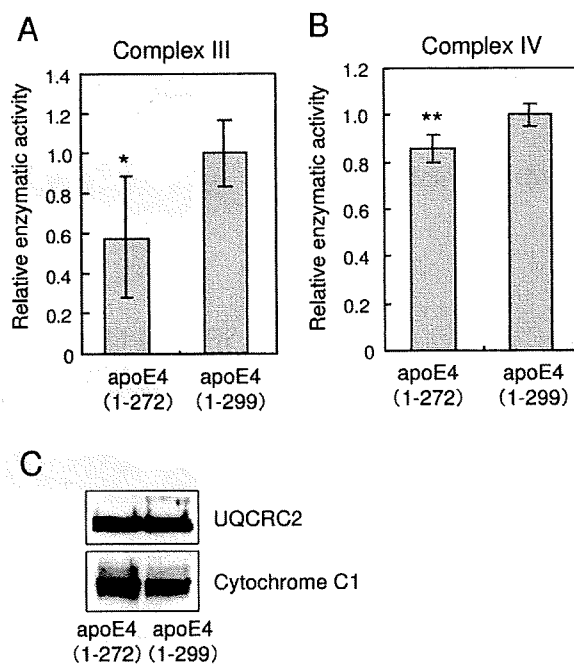 A
Complex III
Relative enzymatic activity
1.4
1.2
1.0
0.8
0.6
0.4
0.2
0
*
apoE4 apoE4
(1-272) (1-299)
B
Complex IV
Relative enzymatic activity
1.2
1.0
0.8
0.6
0.4
0.2
0
**
apoE4 apoE4
(1-272) (1-299)
C
UQCRC2
Cytochrome C1
apoE4 apoE4
(1-272) (1-299)